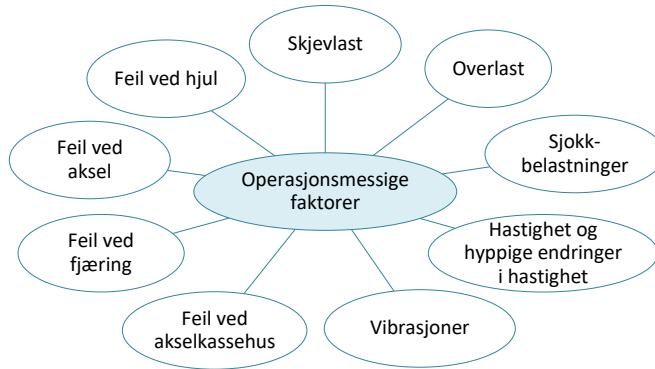 Skjevlast
Overlast
Feil ved hjul
Sjokk-
belastninger
Feil ved
aksel
Operasjonsmessige
faktorer
Feil ved
fjæring
Hastighet og
hyppige endringer
i hastighet
Feil ved
akselkassehus
Vibrasjoner